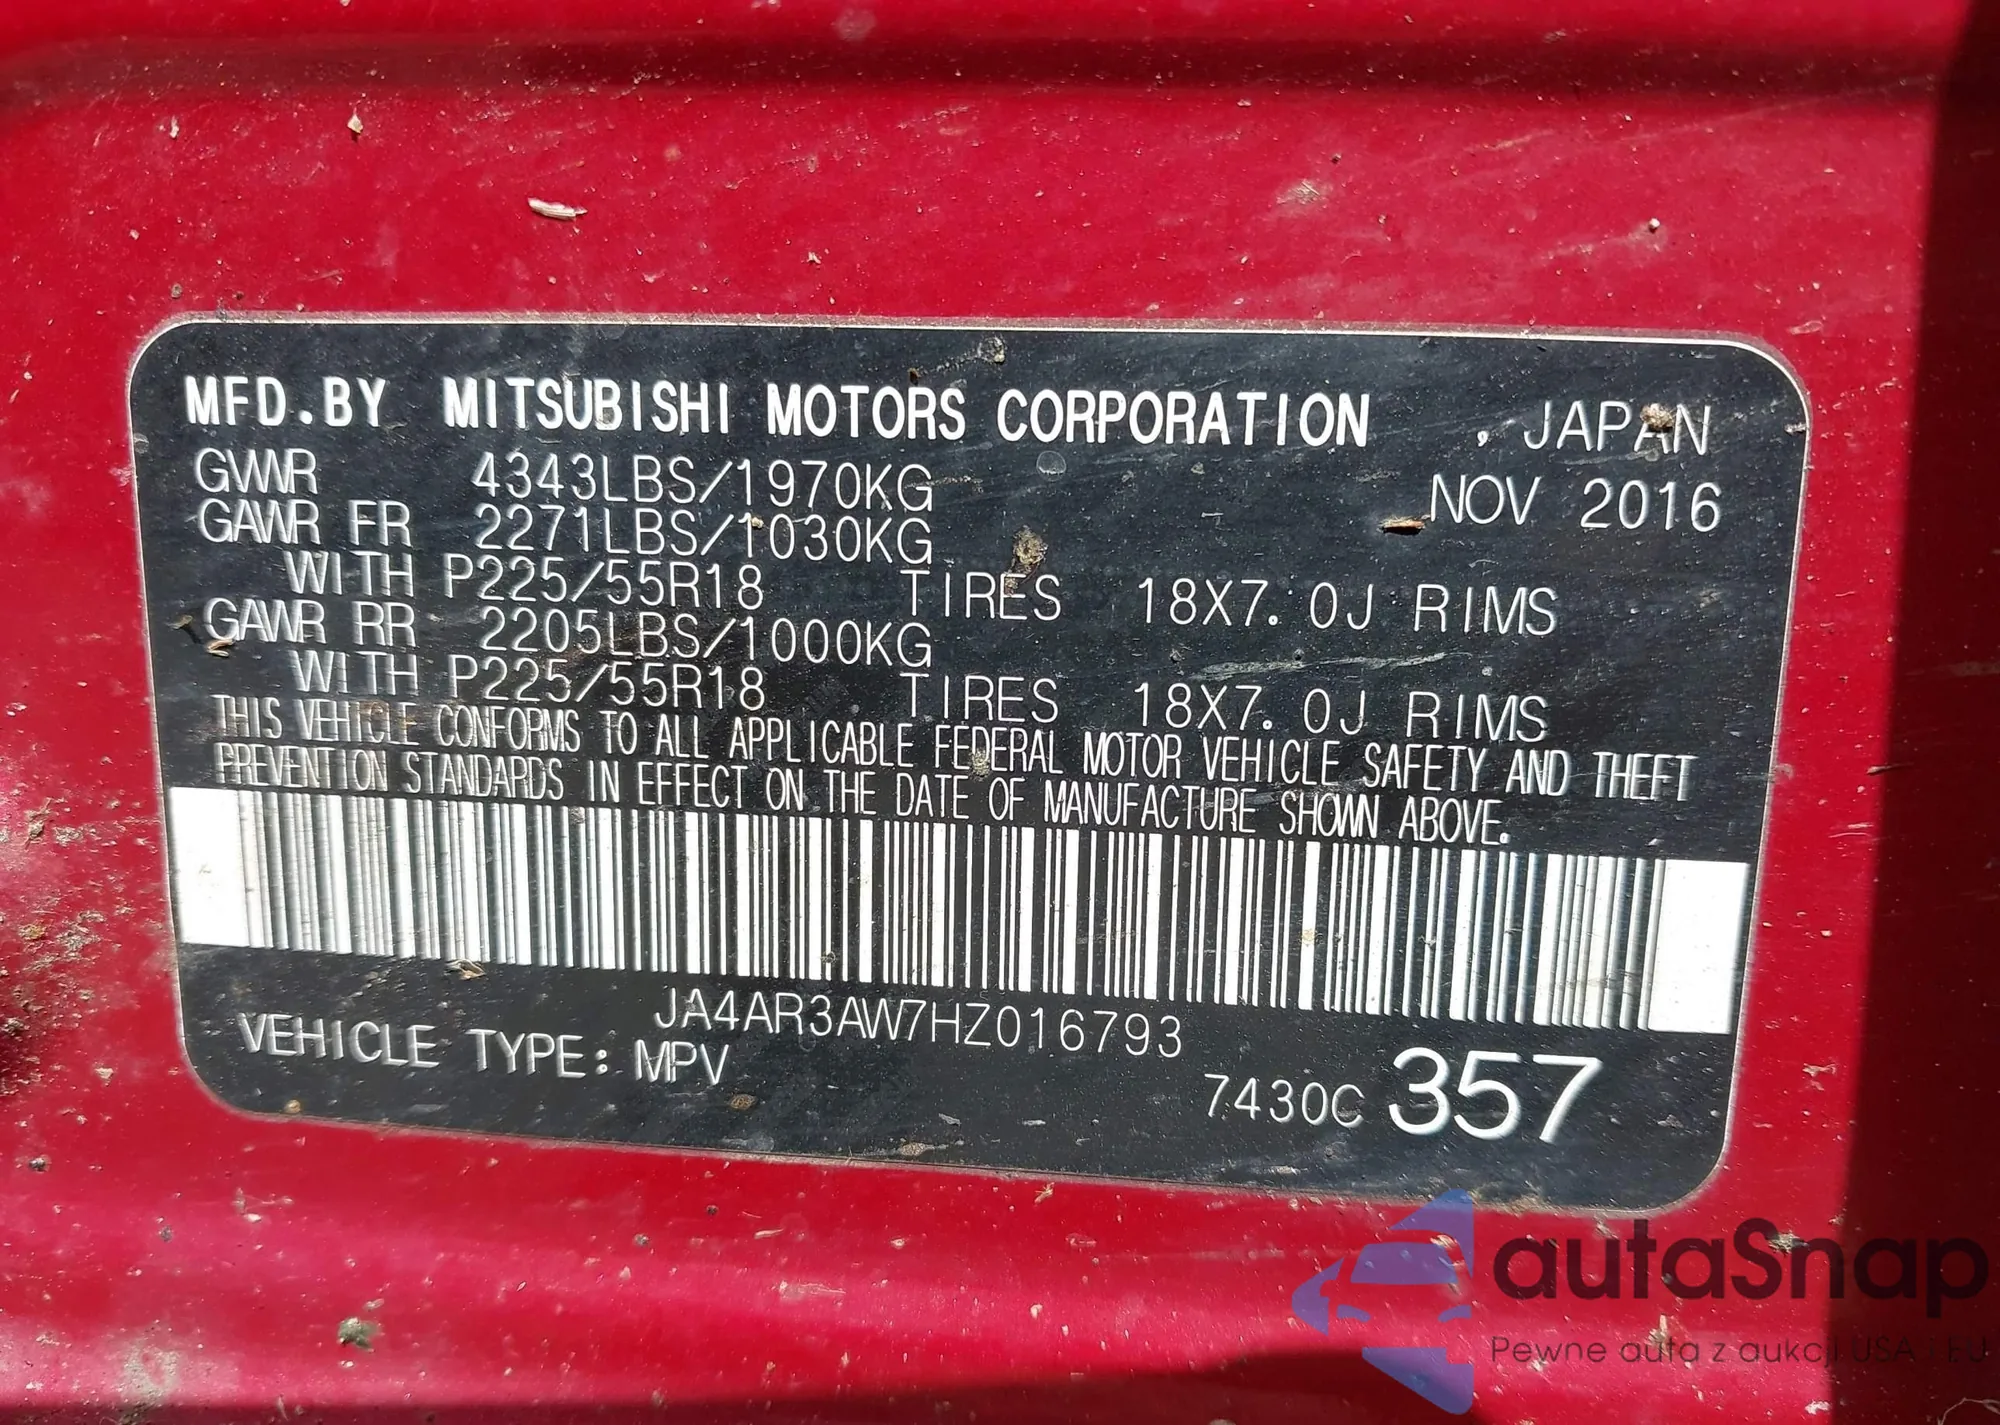 MFD.BY MITSUBISHI MOTORS CORPORATION , JAPAN
GVWR 4343LBS/1970KG NOV 2016
GAWR FR 2271LBS/1030KG
WITH P225/55R18 TIRES 18X7.0J RIMS
GAWR RR 2205LBS/1000KG
WITH P225/55R18 TIRES 18X7.0J RIMS
THIS VEHICLE CONFORMS TO ALL APPLICABLE FEDERAL MOTOR VEHICLE SAFETY AND THEFT
PREVENTION STANDARDS IN EFFECT ON THE DATE OF MANUFACTURE SHOWN ABOVE.
JA4AR3AW7HZ016793
VEHICLE TYPE: MPV
7430C 357
autaSnap
Pewne auta z aukcji USA - EU